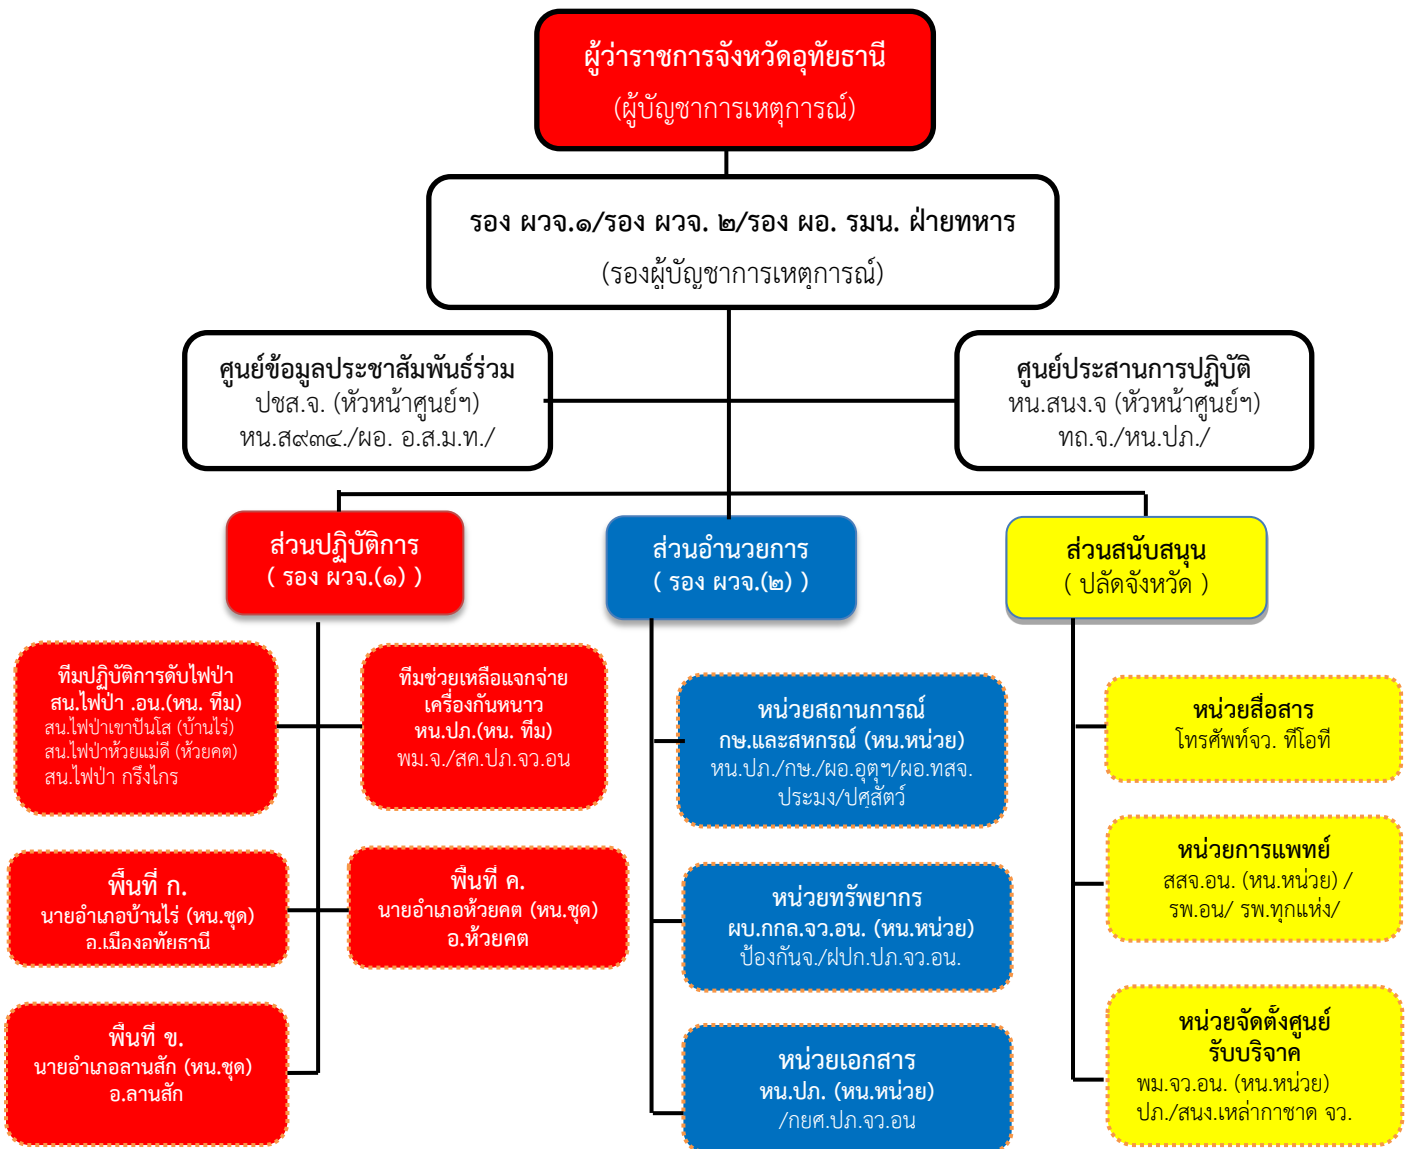 ผู้ว่าราชการจังหวัดอุทัยธานี
(ผู้บัญชาการเหตุการณ์)
รอง ผวจ.๑/รอง ผวจ. ๒/รอง ผอ. รมน. ฝ่ายทหาร
(รองผู้บัญชาการเหตุการณ์)
ศูนย์ข้อมูลประชาสัมพันธ์ร่วม
ปชส.จ. (หัวหน้าศูนย์ฯ)
หน.ส๙๓๔./ผอ. อ.ส.ม.ท./
ศูนย์ประสานการปฏิบัติ
หน.สนง.จ (หัวหน้าศูนย์ฯ)
ทถ.จ./หน.ปภ./
ส่วนปฏิบัติการ
( รอง ผวจ.(๑) )
ส่วนอำนวยการ
( รอง ผวจ.(๒) )
ส่วนสนับสนุน
( ปลัดจังหวัด )
ทีมปฏิบัติการดับไฟป่า
สน.ไฟป่า .อน.(หน. ทีม)
สน.ไฟป่าเขาปันโส (บ้านไร่)
สน.ไฟป่าห้วยแม่ดี (ห้วยคต)
สน.ไฟป่า กรึงไกร
ทีมช่วยเหลือแจกจ่าย
เครื่องกันหนาว
หน.ปภ.(หน. ทีม)
พม.จ./สค.ปภ.จว.อน
พื้นที่ ก.
นายอำเภอบ้านไร่ (หน.ชุด)
อ.เมืองอทัยธานี
พื้นที่ ค.
นายอำเภอห้วยคต (หน.ชุด)
อ.ห้วยคต
พื้นที่ ข.
นายอำเภอลานสัก (หน.ชุด)
อ.ลานสัก
หน่วยสถานการณ์
กษ.และสหกรณ์ (หน.หน่วย)
หน.ปภ./กษ./ผอ.อุตุฯ/ผอ.ทสจ.
ประมง/ปศุสัตว์
หน่วยทรัพยากร
ผบ.กกล.จว.อน. (หน.หน่วย)
ป้องกันจ./ฝปก.ปภ.จว.อน.
หน่วยเอกสาร
หน.ปภ. (หน.หน่วย)
/กยศ.ปภ.จว.อน
หน่วยสื่อสาร
โทรศัพท์จว. ทีโอที
หน่วยการแพทย์
สสจ.อน. (หน.หน่วย) /
รพ.อน/ รพ.ทุกแห่ง/
หน่วยจัดตั้งศูนย์
รับบริจาค
พม.จว.อน. (หน.หน่วย)
ปภ./สนง.เหล่ากาชาด จว.